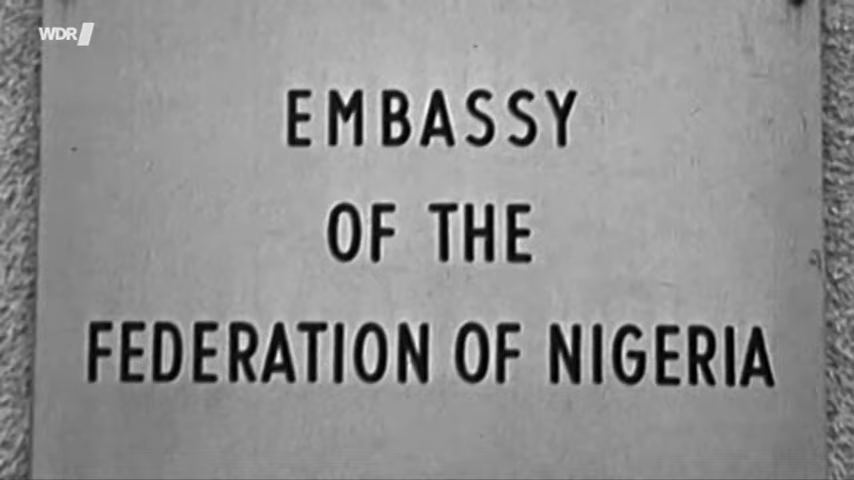 WDR
EMBASSY
OF THE
FEDERATION OF NIGERIA